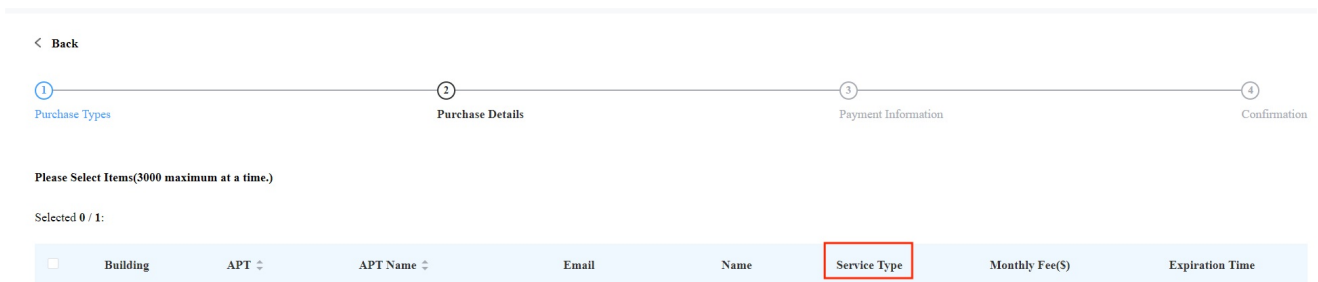 < Back
1 2 3 4
Purchase Types Purchase Details Payment Information Confirmation
Please Select Items(3000 maximum at a time.)
Selected 0 / 1:
Building APT APT Name Email Name Service Type Monthly Fee($) Expiration Time